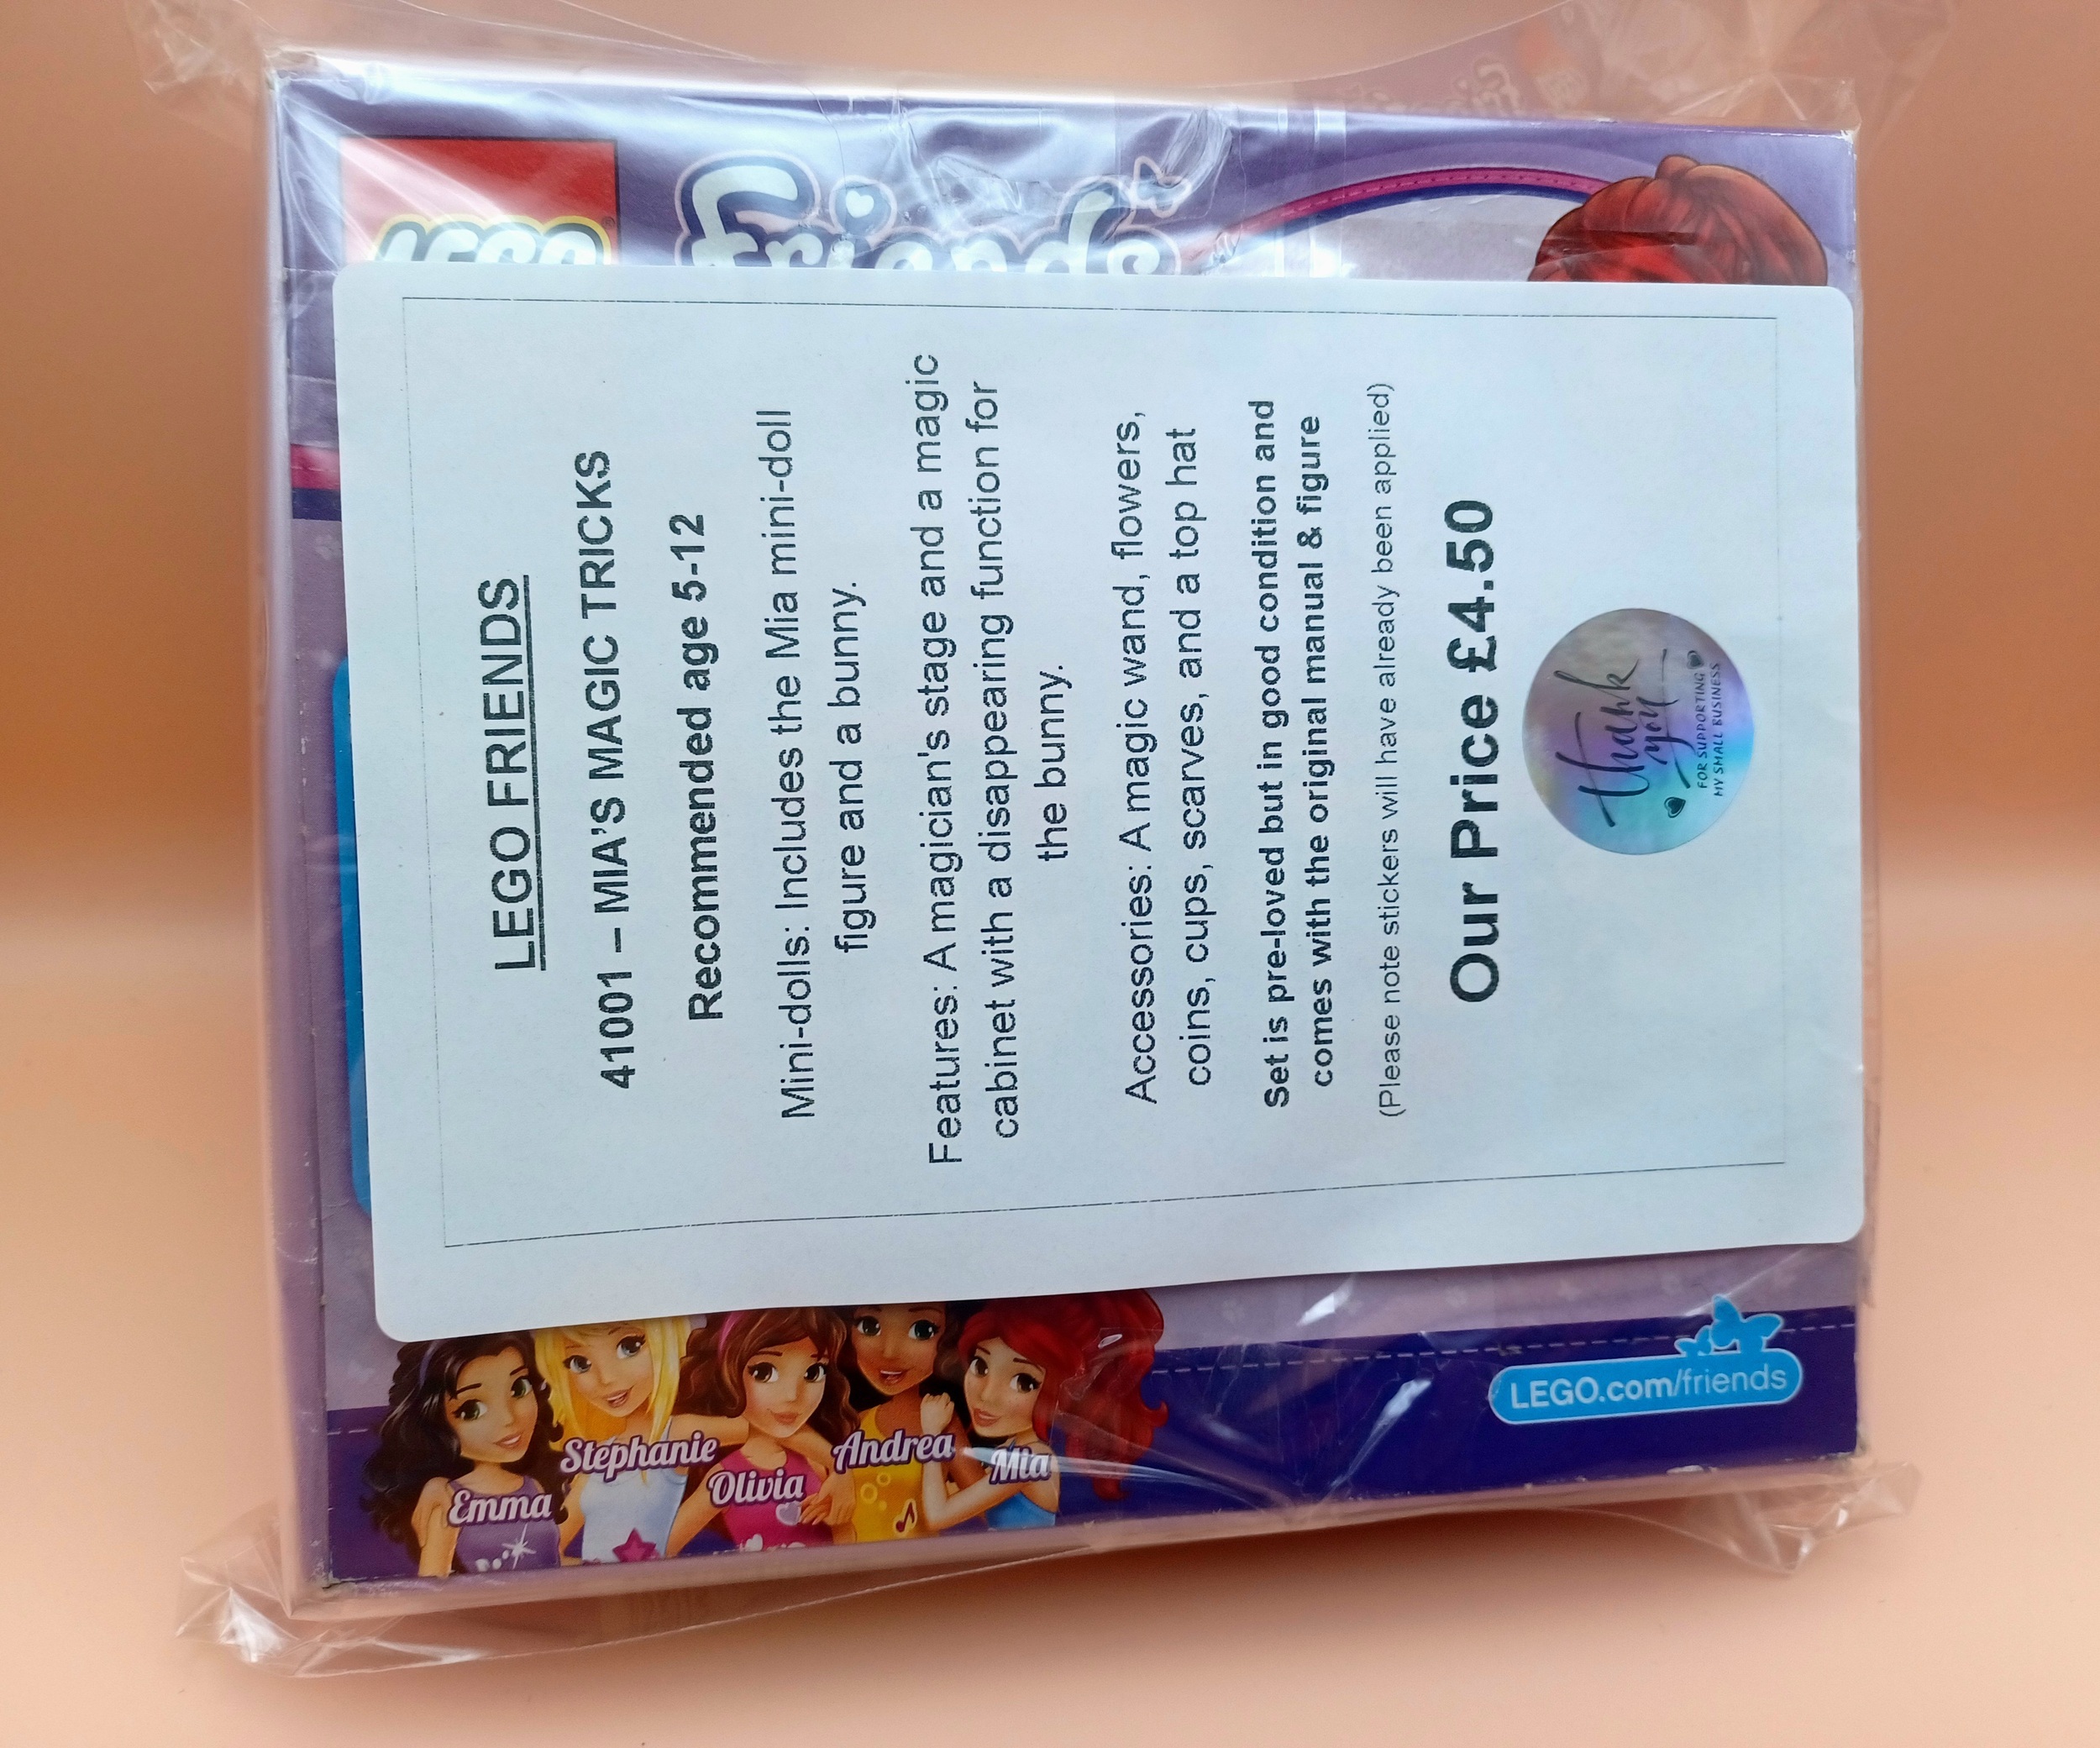 LEGO
Friends
LEGO FRIENDS
41001 – MIA'S MAGIC TRICKS
Recommended age 5-12
Mini-dolls: Includes the Mia mini-doll
figure and a bunny.
Features: A magician's stage and a magic
cabinet with a disappearing function for
the bunny.
Accessories: A magic wand, flowers,
coins, cups, scarves, and a top hat
Set is pre-loved but in good condition and
comes with the original manual & figure
(Please note stickers will have already been applied)
Our Price £4.50
thank
you
FOR SUPPORTING
MY SMALL BUSINESS
Emma
Stephanie
Olivia
Andrea
Mia
LEGO.com/friends